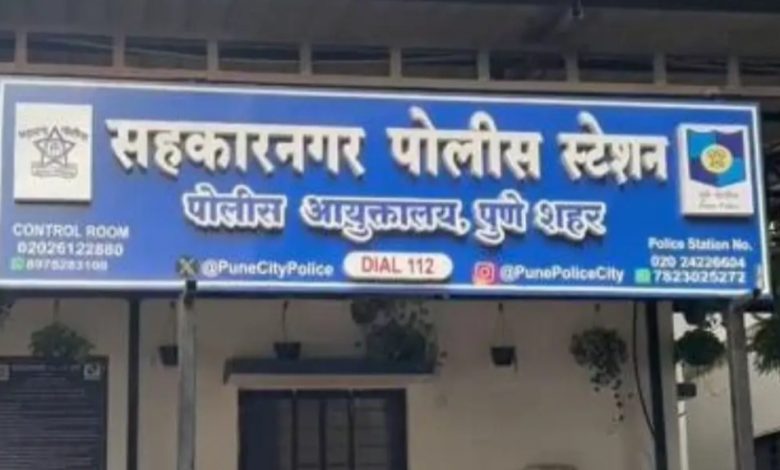 सहकारनगर पोलीस स्टेशन
पोलीस आयुक्तालय, पुणे शहर
CONTROL ROOM
02026122880
8975283100
@PuneCityPolice
DIAL 112
@PunePoliceCity
Police Station No.
020 24226604
7823025272